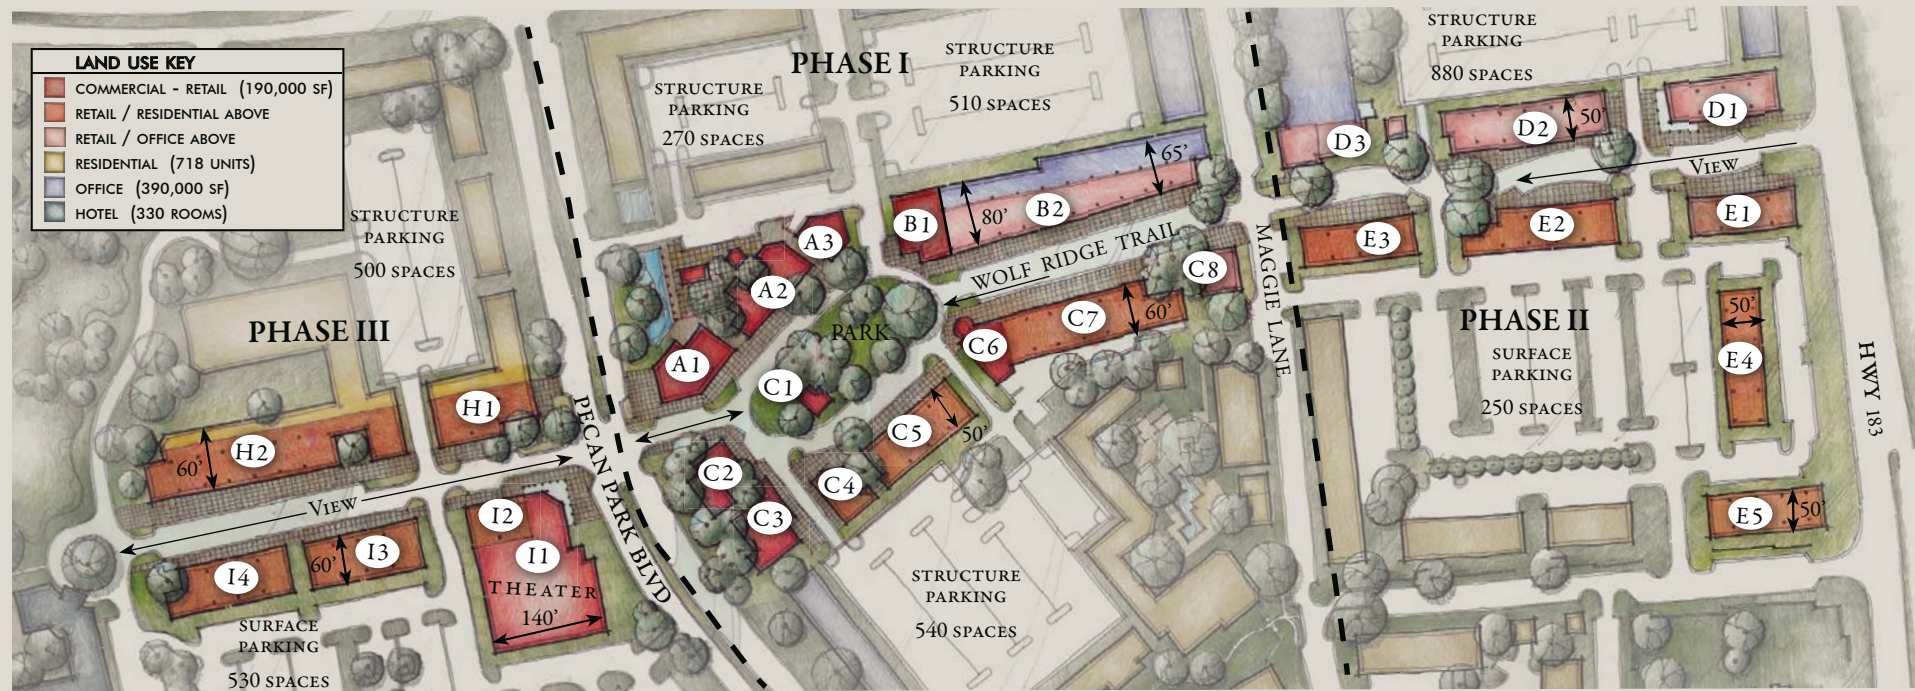 LAND USE KEY
COMMERCIAL - RETAIL (190,000 SF)
RETAIL / RESIDENTIAL ABOVE
RETAIL / OFFICE ABOVE
RESIDENTIAL (718 UNITS)
OFFICE (390,000 SF)
HOTEL (330 ROOMS)
PHASE I
STRUCTURE
PARKING
270 SPACES
STRUCTURE
PARKING
510 SPACES
STRUCTURE
PARKING
880 SPACES
D1
D2
50'
D3
VIEW
E1
E2
E3
B1
B2
80'
65'
WOLF RIDGE TRAIL
MAGGIE LANE
A3
A2
A1
PARK
C8
C7
60'
C6
C1
C5
50'
C4
C2
C3
STRUCTURE
PARKING
540 SPACES
PHASE II
SURFACE
PARKING
250 SPACES
50'
E4
E5
50'
HWY 183
STRUCTURE
PARKING
500 SPACES
PHASE III
H1
H2
60'
VIEW
PECAN PARK BLVD
I2
I1
THEATER
140'
I3
60'
I4
SURFACE
PARKING
530 SPACES